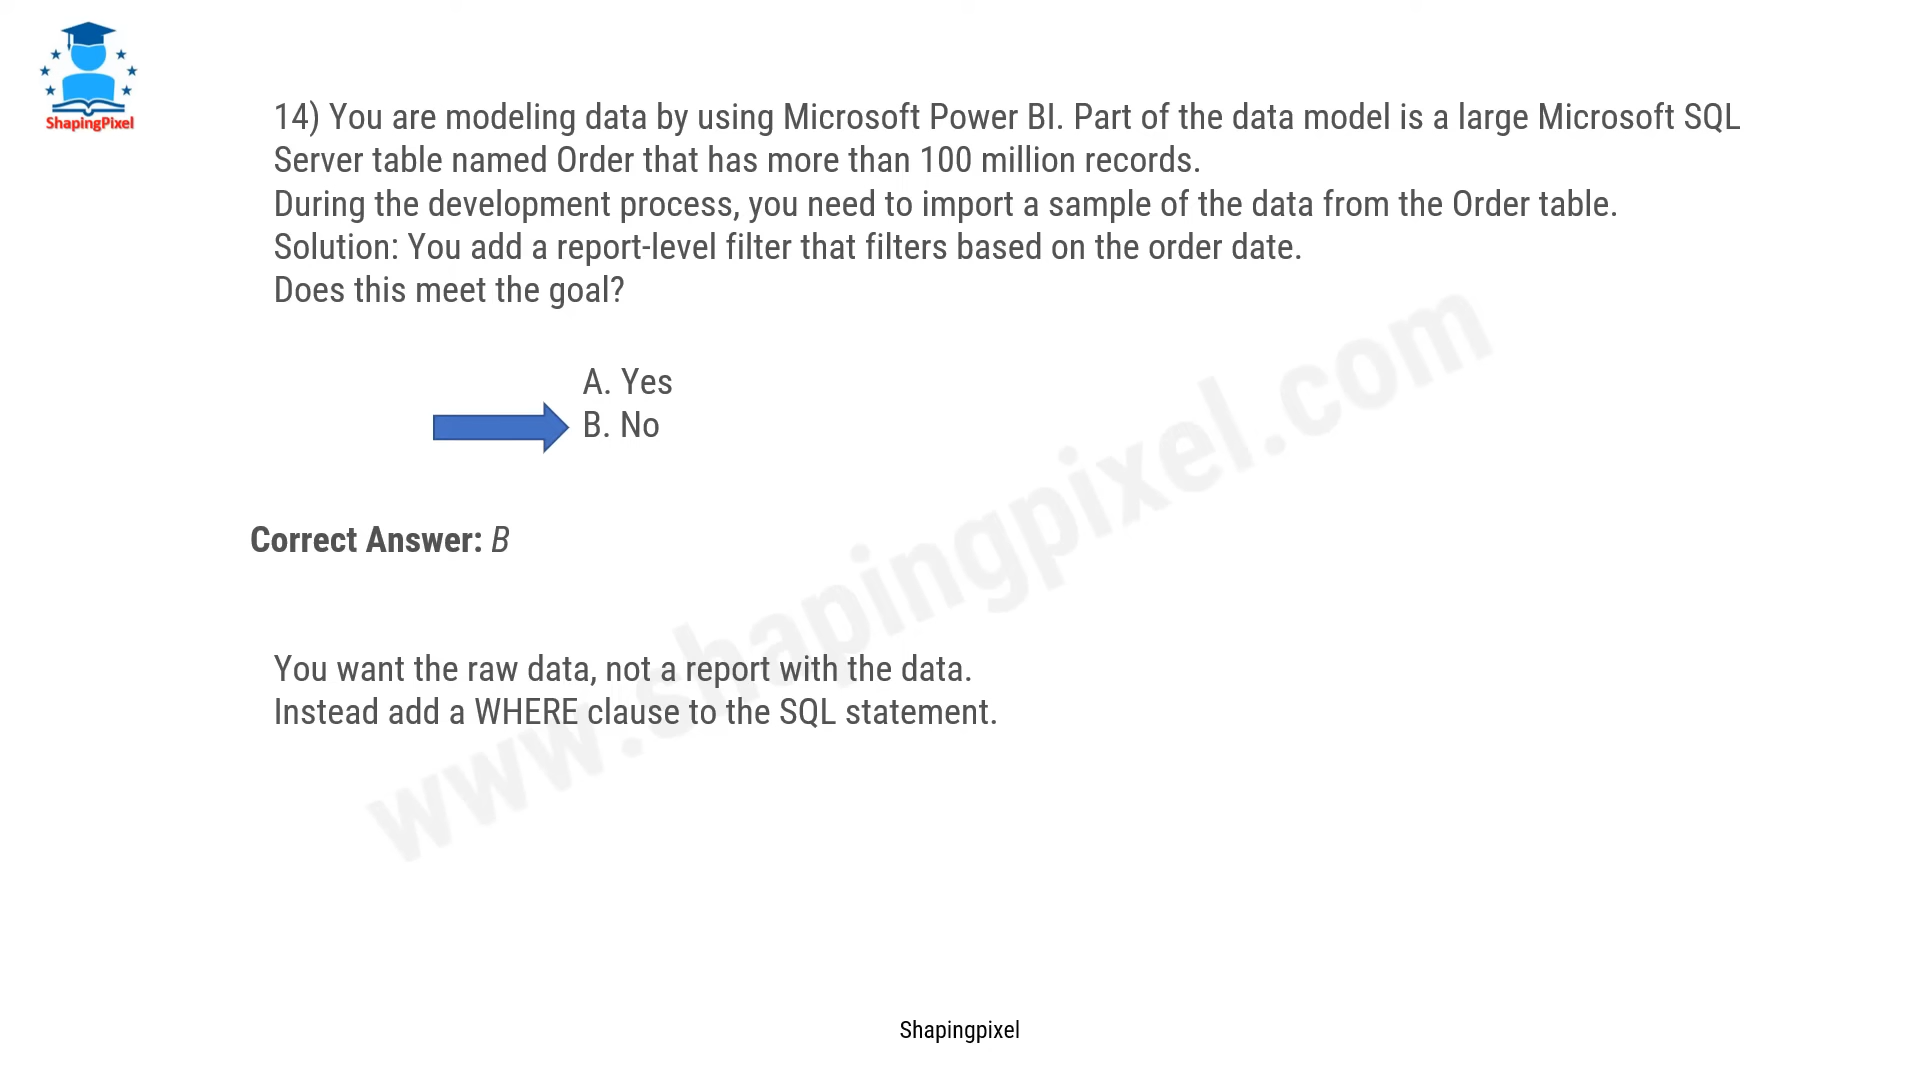 ShapingPixel
14) You are modeling data by using Microsoft Power BI. Part of the data model is a large Microsoft SQL
Server table named Order that has more than 100 million records.
During the development process, you need to import a sample of the data from the Order table.
Solution: You add a report-level filter that filters based on the order date.
Does this meet the goal?
A. Yes
B. No
Correct Answer: B
You want the raw data, not a report with the data.
Instead add a WHERE clause to the SQL statement.
www.shapingpixel.com
Shapingpixel